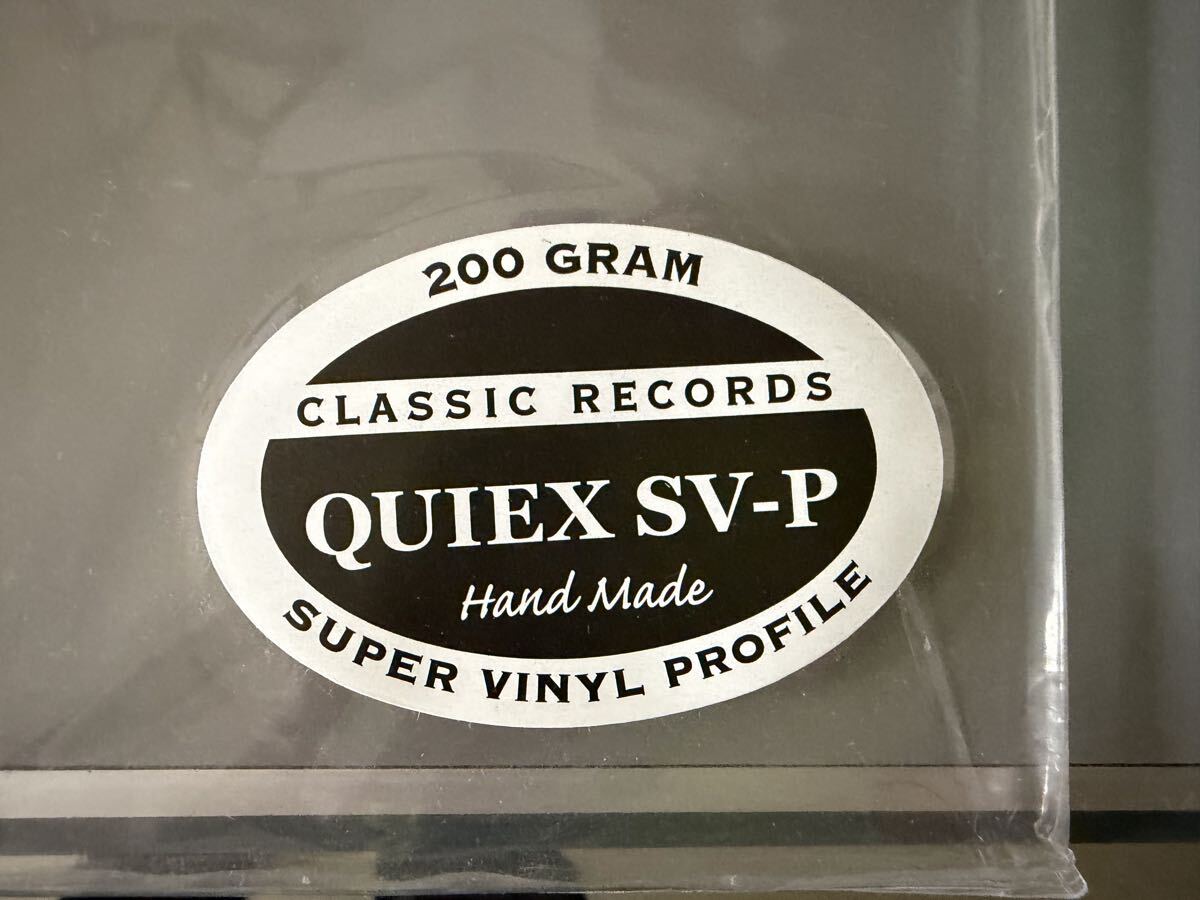 200 GRAM
CLASSIC RECORDS
QUIEX SV-P
Hand Made
SUPER VINYL PROFILE